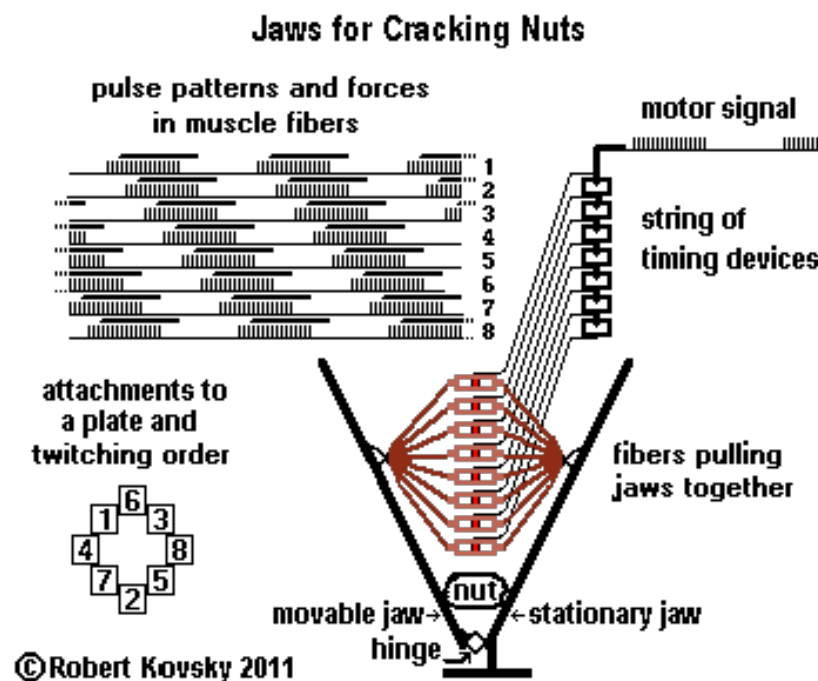 Jaws for Cracking Nuts
pulse patterns and forces
in muscle fibers
motor signal
1
2
3
4
5
6
7
8
string of
timing devices
attachments to
a plate and
twitching order
6
1 3
4 8
7 5
2
fibers pulling
jaws together
nut
movable jaw
stationary jaw
hinge
© Robert Kovsky 2011